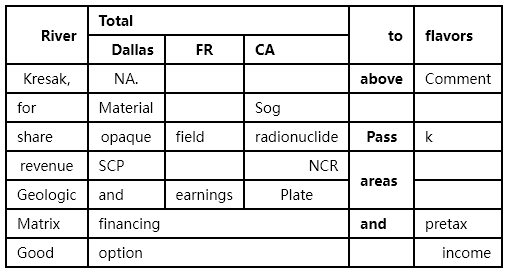 River Total to flavors
Dallas FR CA
Kresak, NA. above Comment
for Material Sog
share opaque field radionuclide Pass k
revenue SCP NCR areas
Geologic and earnings Plate
Matrix financing and pretax
Good option income